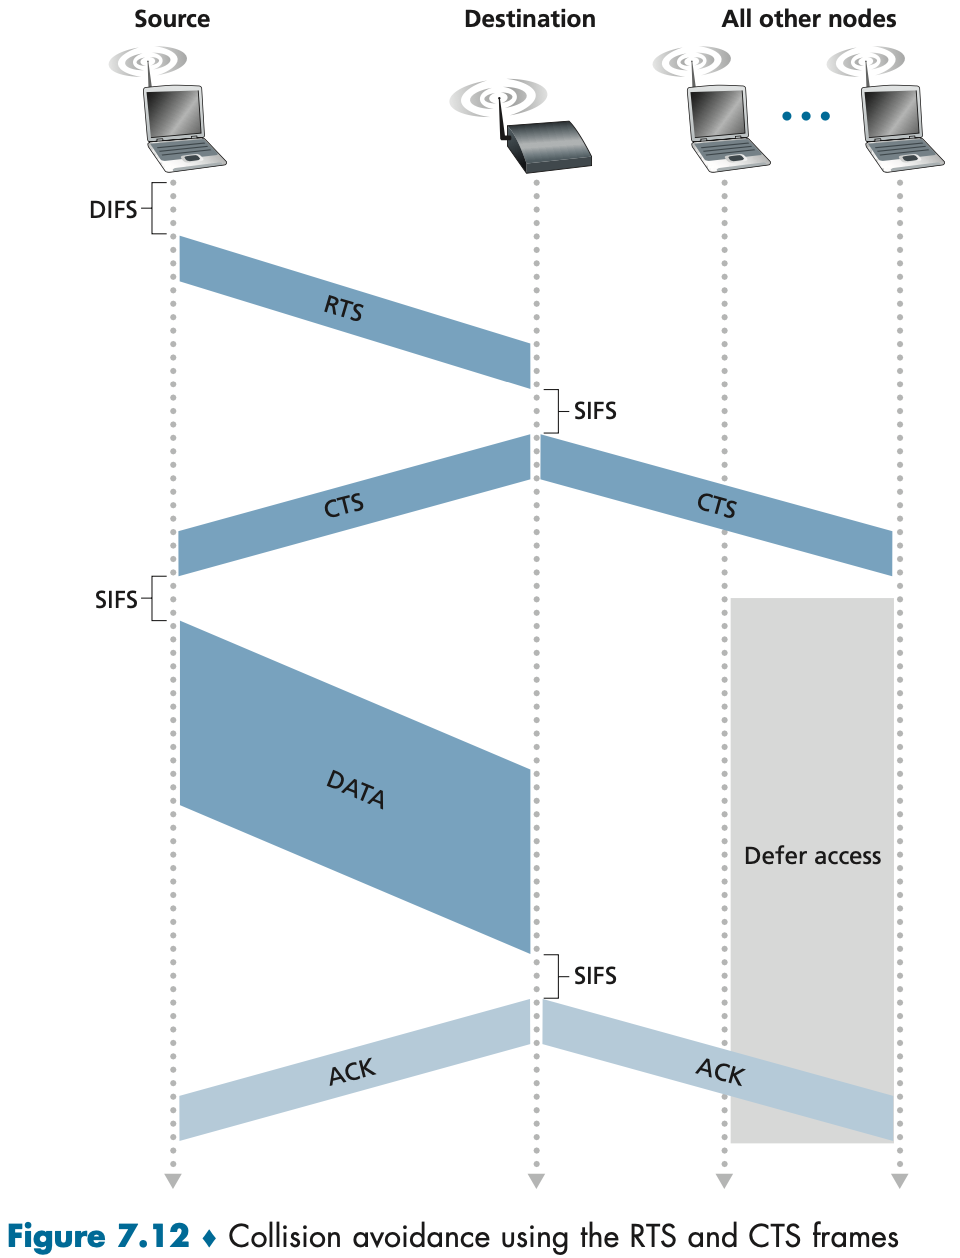 Source
Destination
All other nodes
DIFS
RTS
SIFS
CTS
CTS
SIFS
DATA
Defer access
SIFS
ACK
ACK
Figure 7.12 ♦ Collision avoidance using the RTS and CTS frames